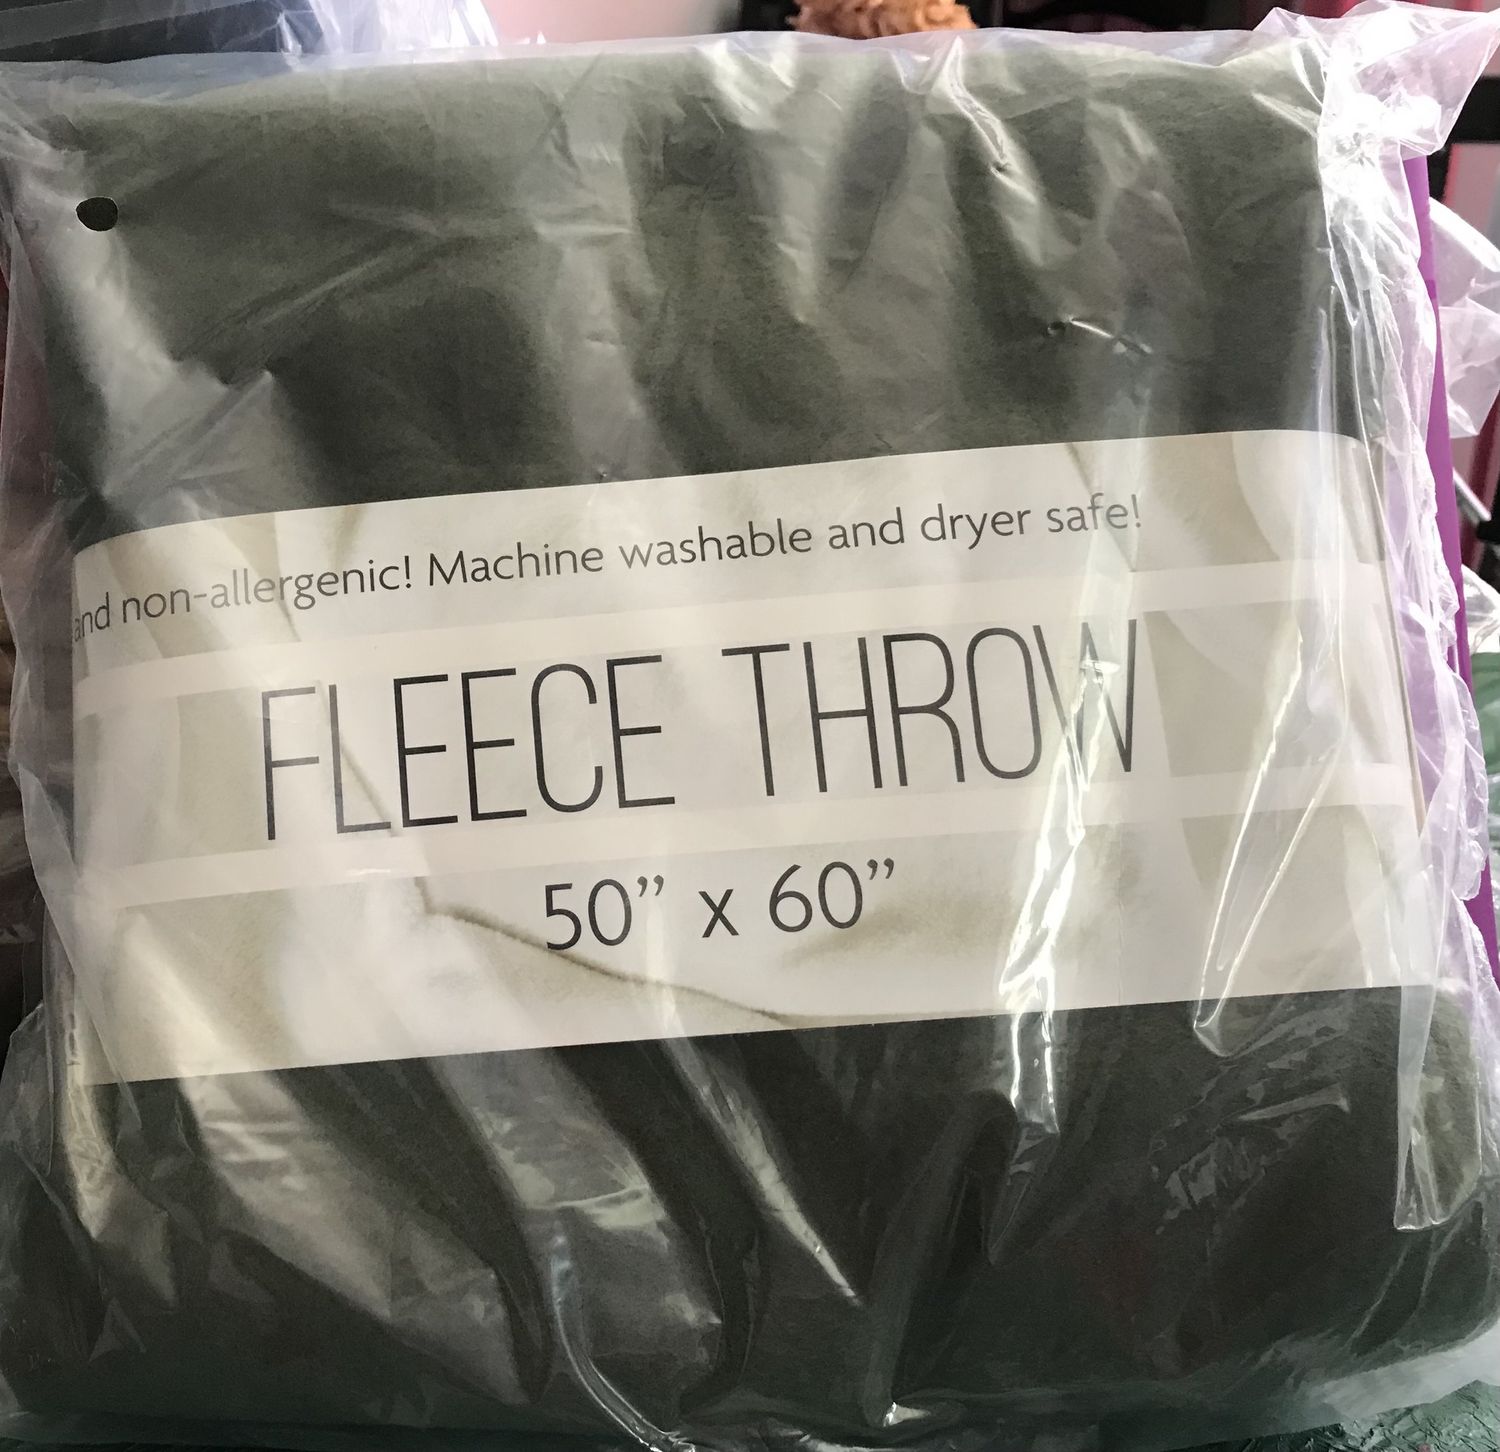 and non-allergenic! Machine washable and dryer safe!
FLEECE THROW
50” x 60”